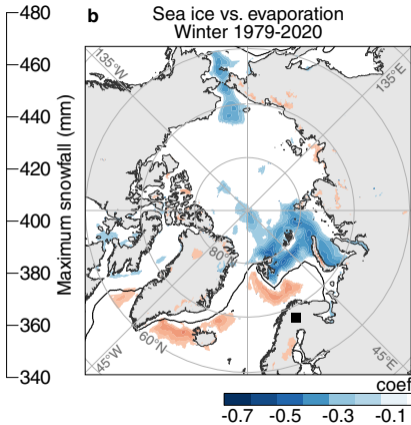 480
460
440
420
400
380
360
340
Maximum snowfall (mm)
b
Sea ice vs. evaporation
Winter 1979-2020
135°W
135°E
80°N
60°N
45°W
45°E
coef
-0.7 -0.5 -0.3 -0.1